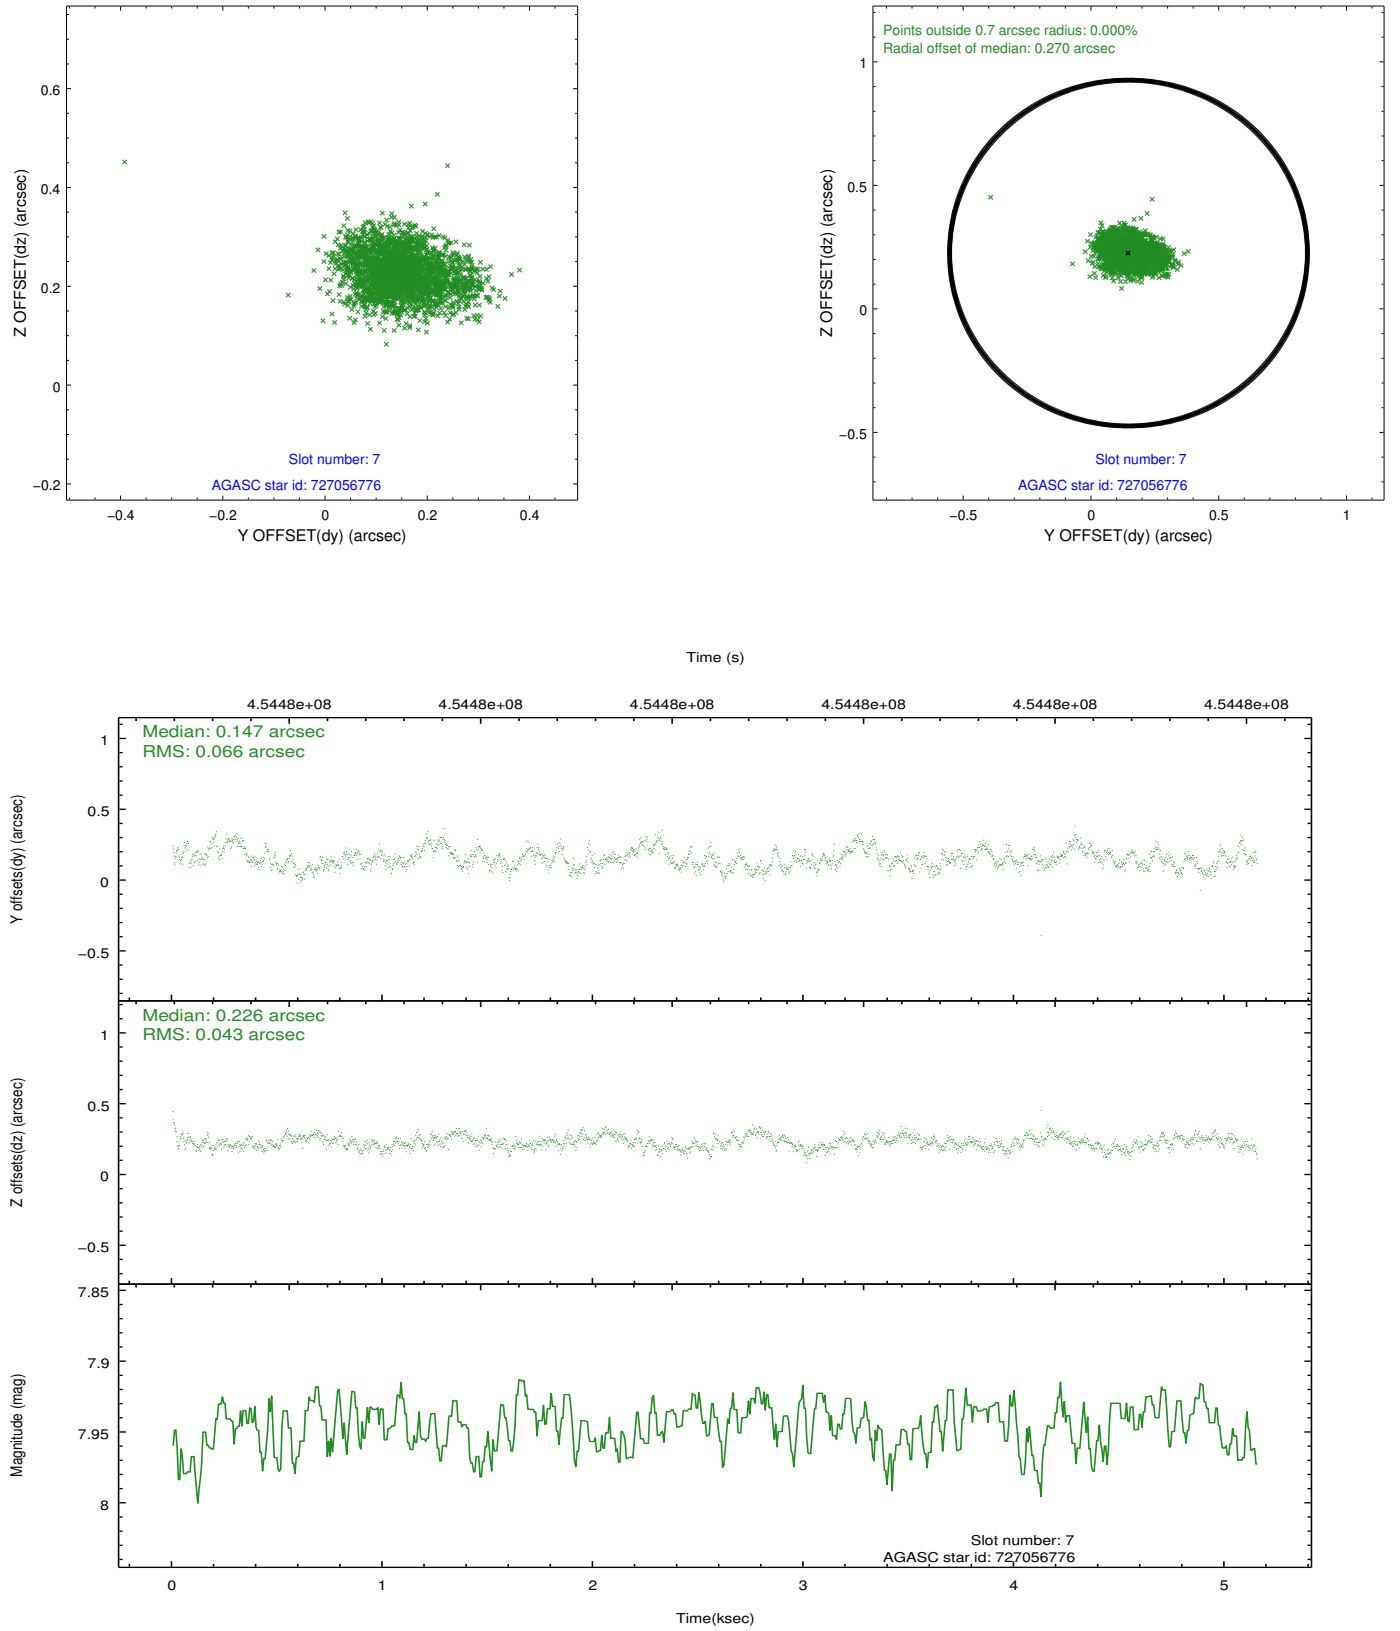 0.6
0.4
0.2
0
−0.2
Z OFFSET(dz) (arcsec)
Slot number: 7
AGASC star id: 727056776
−0.4 −0.2 0 0.2 0.4
Y OFFSET(dy) (arcsec)
Points outside 0.7 arcsec radius: 0.000%
Radial offset of median: 0.270 arcsec
1
0.5
0
−0.5
Z OFFSET(dz) (arcsec)
Slot number: 7
AGASC star id: 727056776
−0.5 0 0.5 1
Y OFFSET(dy) (arcsec)
Time (s)
4.5448e+08 4.5448e+08 4.5448e+08 4.5448e+08 4.5448e+08 4.5448e+08
Median: 0.147 arcsec
RMS: 0.066 arcsec
1
0.5
0
−0.5
Y offsets(dy) (arcsec)
Median: 0.226 arcsec
RMS: 0.043 arcsec
1
0.5
0
−0.5
Z offsets(dz) (arcsec)
7.85
7.9
7.95
8
Magnitude (mag)
Slot number: 7
AGASC star id: 727056776
0 1 2 3 4 5
Time(ksec)